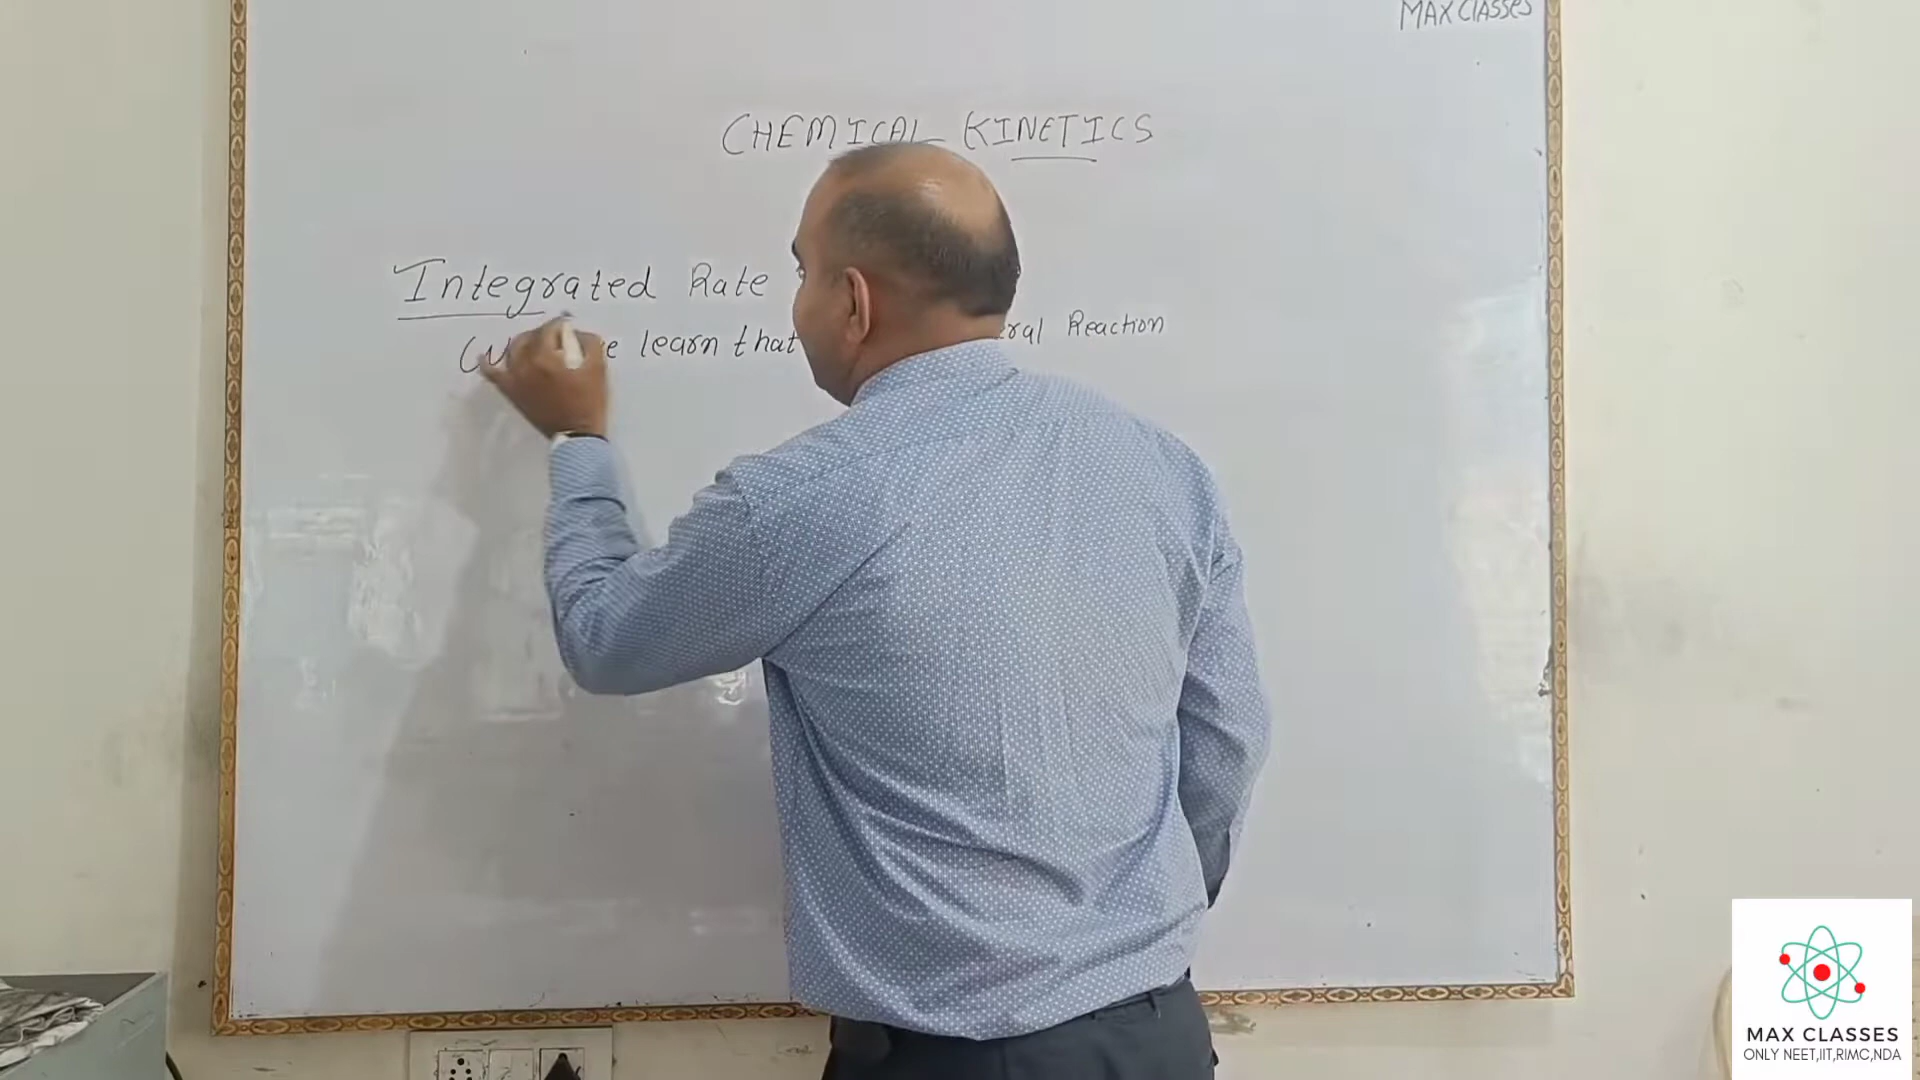 MAX CLASSES
CHEMICAL KINETICS
Integrated Rate
learn that Reaction
MAX CLASSES
ONLY NEET,IIT,RIMC,NDA